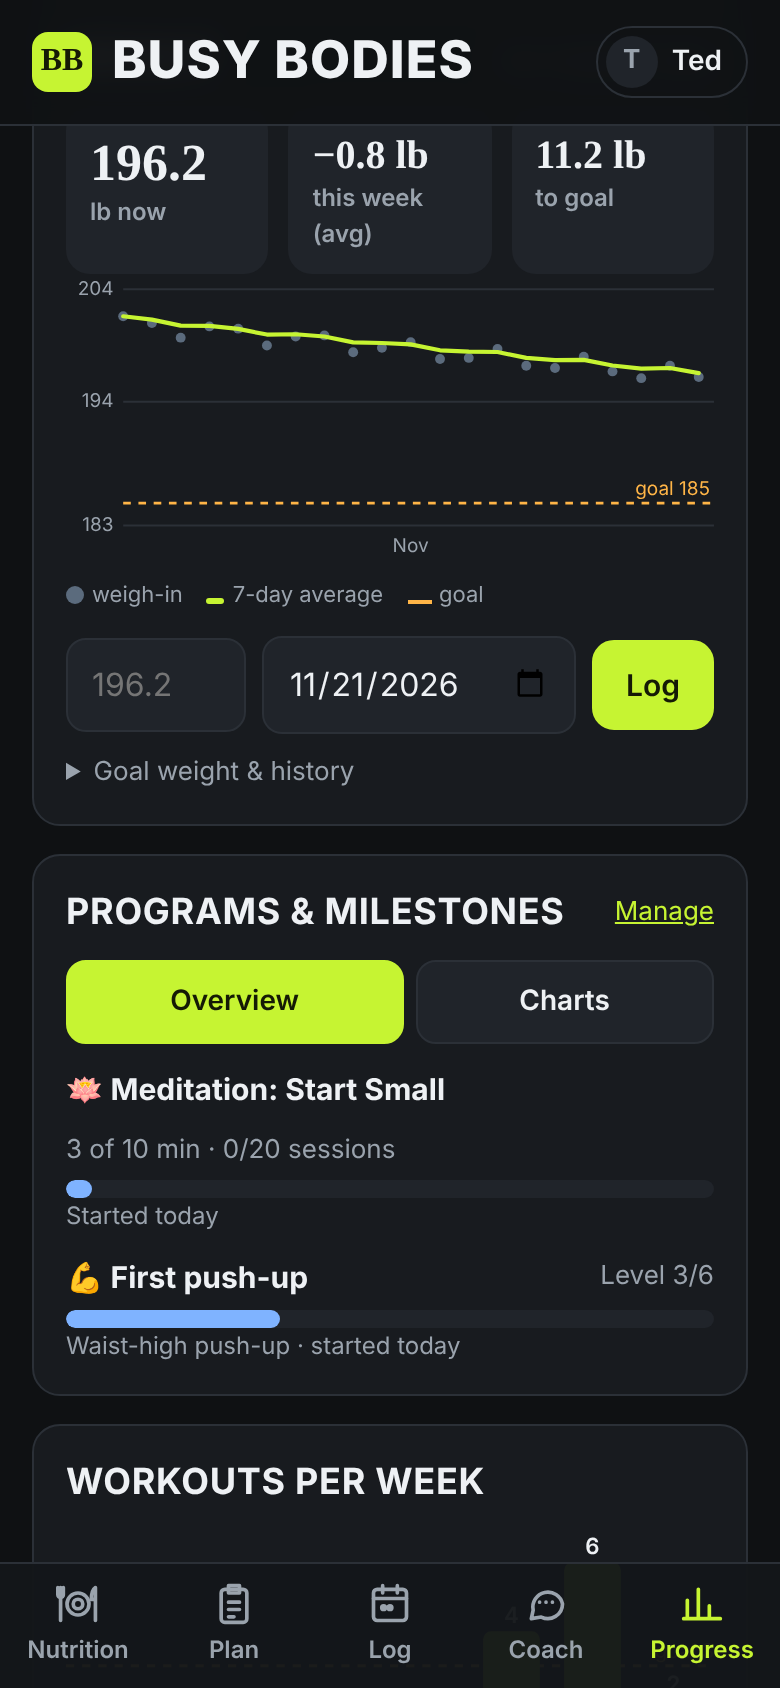 BB BUSY BODIES T Ted
196.2 −0.8 lb 11.2 lb
lb now this week to goal
(avg)
204
194
goal 185
183
Nov
weigh-in 7-day average goal
196.2 11/21/2026 Log
Goal weight & history
PROGRAMS & MILESTONES Manage
Overview Charts
🪷 Meditation: Start Small
3 of 10 min · 0/20 sessions
Started today
💪 First push-up Level 3/6
Waist-high push-up · started today
WORKOUTS PER WEEK
6
4
Nutrition Plan Log Coach Progress